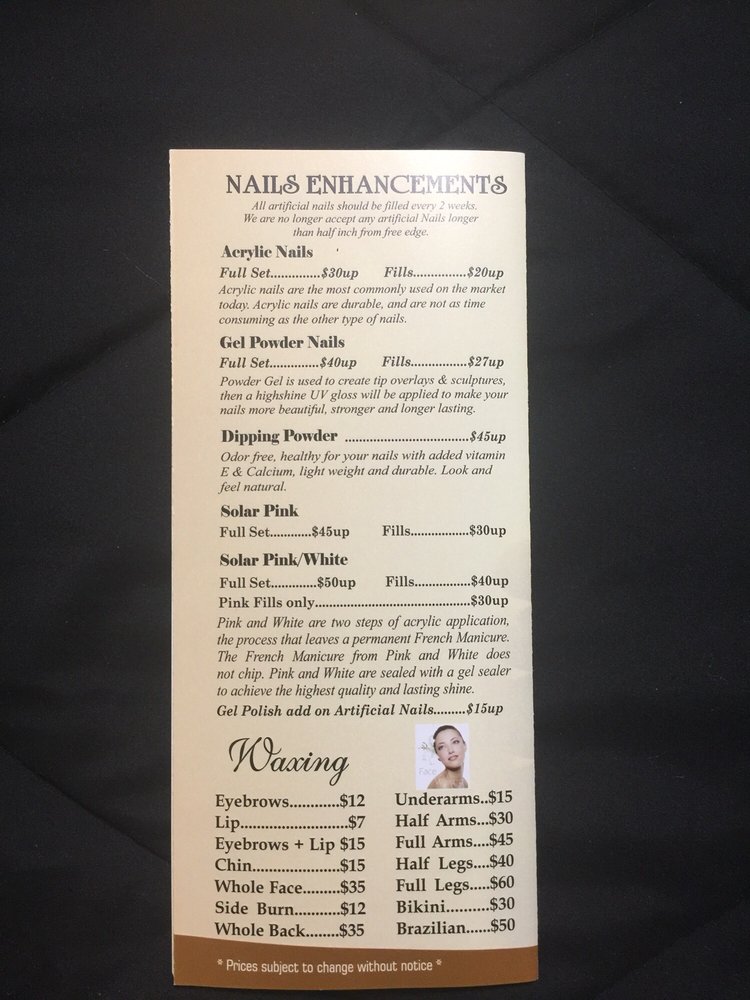 NAILS ENHANCEMENTS
All artificial nails should be filled every 2 weeks.
We are no longer accept any artificial Nails longer
than half inch from free edge.
Acrylic Nails
Full Set..............$30up Fills...............$20up
Acrylic nails are the most commonly used on the market
today. Acrylic nails are durable, and are not as time
consuming as the other type of nails.
Gel Powder Nails
Full Set..............$40up Fills................$27up
Powder Gel is used to create tip overlays & sculptures,
then a highshine UV gloss will be applied to make your
nails more beautiful, stronger and longer lasting.
Dipping Powder ...................................$45up
Odor free, healthy for your nails with added vitamin
E & Calcium, light weight and durable. Look and
feel natural.
Solar Pink
Full Set............$45up Fills.................$30up
Solar Pink/White
Full Set.............$50up Fills................$40up
Pink Fills only............................................$30up
Pink and White are two steps of acrylic application,
the process that leaves a permanent French Manicure.
The French Manicure from Pink and White does
not chip. Pink and White are sealed with a gel sealer
to achieve the highest quality and lasting shine.
Gel Polish add on Artificial Nails.........$15up
Waxing
Face
Eyebrows............$12
Lip..........................$7
Eyebrows + Lip $15
Chin.....................$15
Whole Face.........$35
Side Burn...........$12
Whole Back........$35
Underarms..$15
Half Arms...$30
Full Arms....$45
Half Legs....$40
Full Legs.....$60
Bikini..........$30
Brazilian......$50
* Prices subject to change without notice *